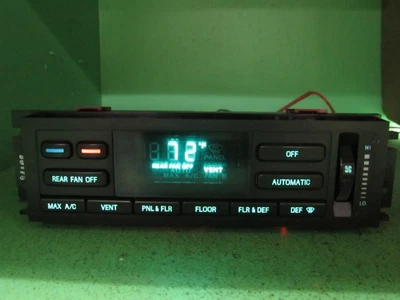 72°F
HI
OFF
REAR FAN OFF
VENT
REAR FAN OFF
AUTOMATIC
LO
MAX A/C VENT PNL & FLR FLOOR FLR & DEF DEF